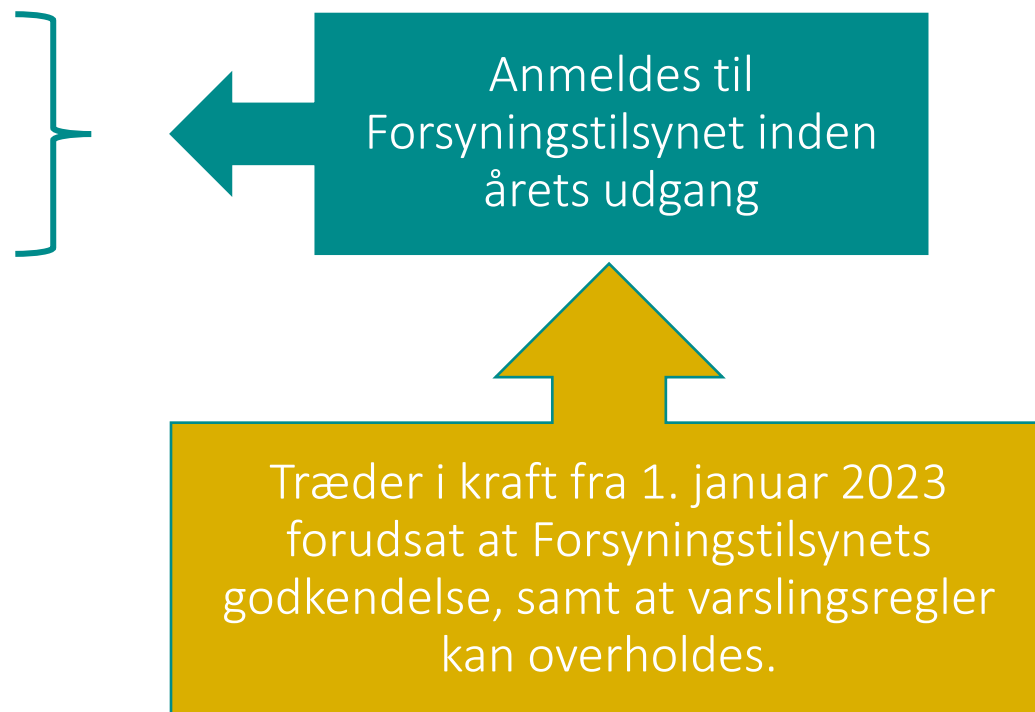 Anmeldes til
Forsyningstilsynet inden
årets udgang
Træder i kraft fra 1. januar 2023
forudsat at Forsyningstilsynets
godkendelse, samt at varslingsregler
kan overholdes.